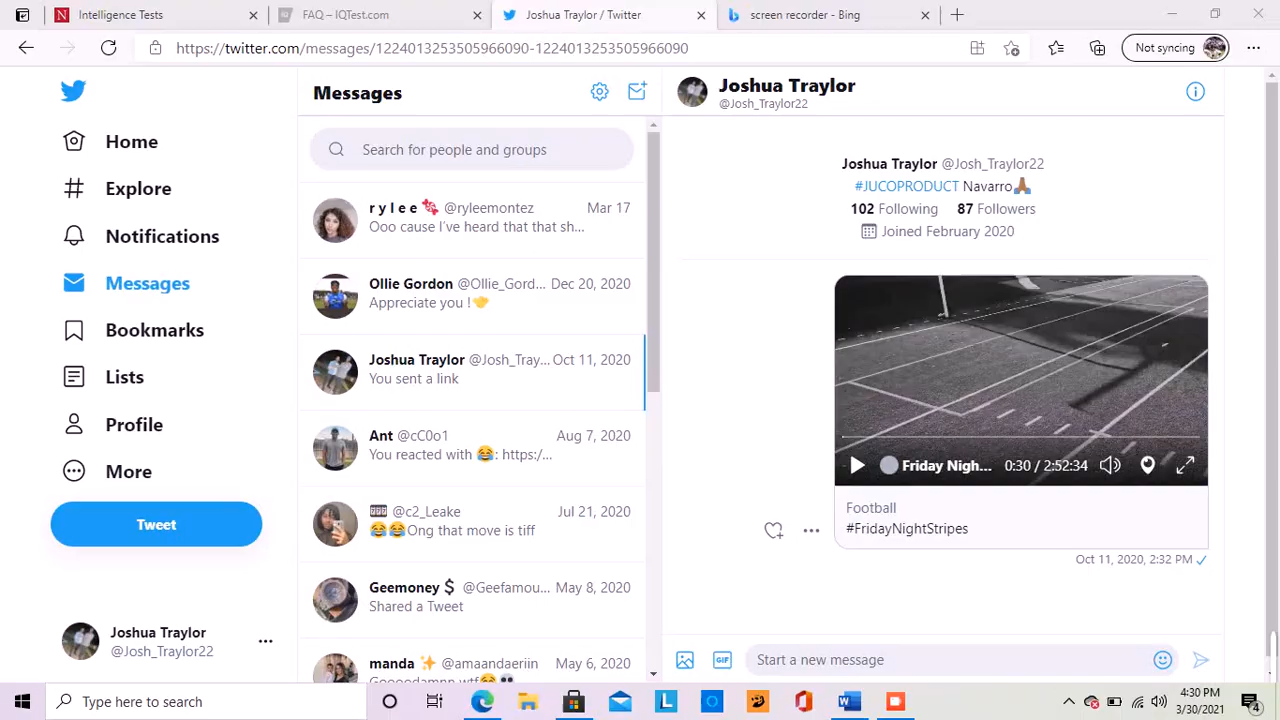 Intelligence Tests
FAQ – IQTest.com
Joshua Traylor / Twitter
screen recorder - Bing
https://twitter.com/messages/1224013253505966090-1224013253505966090
Not syncing
Home
Explore
Notifications
Messages
Bookmarks
Lists
Profile
More
Tweet
Joshua Traylor
@Josh_Traylor22
Messages
Search for people and groups
r y l e e @ryleemontez Mar 17
Ooo cause I've heard that that sh...
Ollie Gordon @Ollie_Gord... Dec 20, 2020
Appreciate you !🤝
Joshua Traylor @Josh_Tray... Oct 11, 2020
You sent a link
Ant @cC0o1 Aug 7, 2020
You reacted with 😂: https:/...
@c2_Leake Jul 21, 2020
😂😂Ong that move is tiff
Geemoney $ @Geefamou... May 8, 2020
Shared a Tweet
manda ✨ @amaandaeriin May 6, 2020
Joshua Traylor
@Josh_Traylor22
Joshua Traylor @Josh_Traylor22
#JUCOPRODUCT Navarro🙏🏾
102 Following 87 Followers
Joined February 2020
Friday Nigh... 0:30 / 2:52:34
Football
#FridayNightStripes
Oct 11, 2020, 2:32 PM ✓
GIF Start a new message
Type here to search
4:30 PM
3/30/2021
4